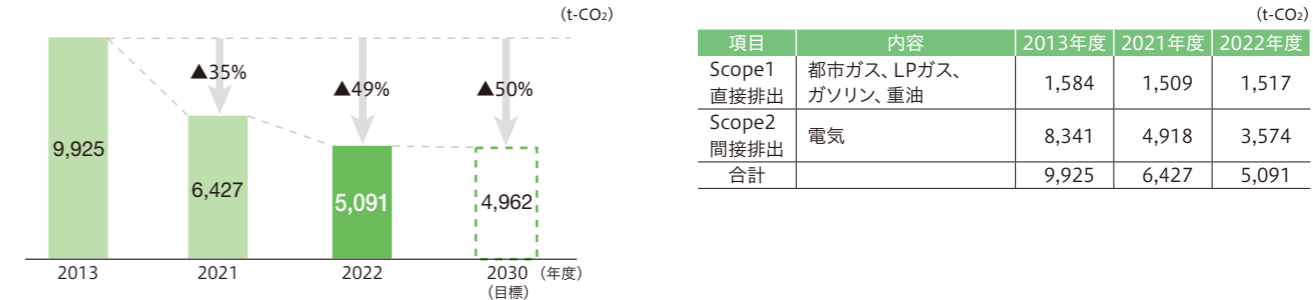 (t-CO₂)
▲35%
▲49%
▲50%
9,925
6,427
5,091
4,962
2013 2021 2022 2030 (年度)
(目標)
(t-CO₂)
項目 内容 2013年度 2021年度 2022年度
Scope1 都市ガス、LPガス、
直接排出 ガソリン、重油 1,584 1,509 1,517
Scope2
間接排出 電気 8,341 4,918 3,574
合計 9,925 6,427 5,091